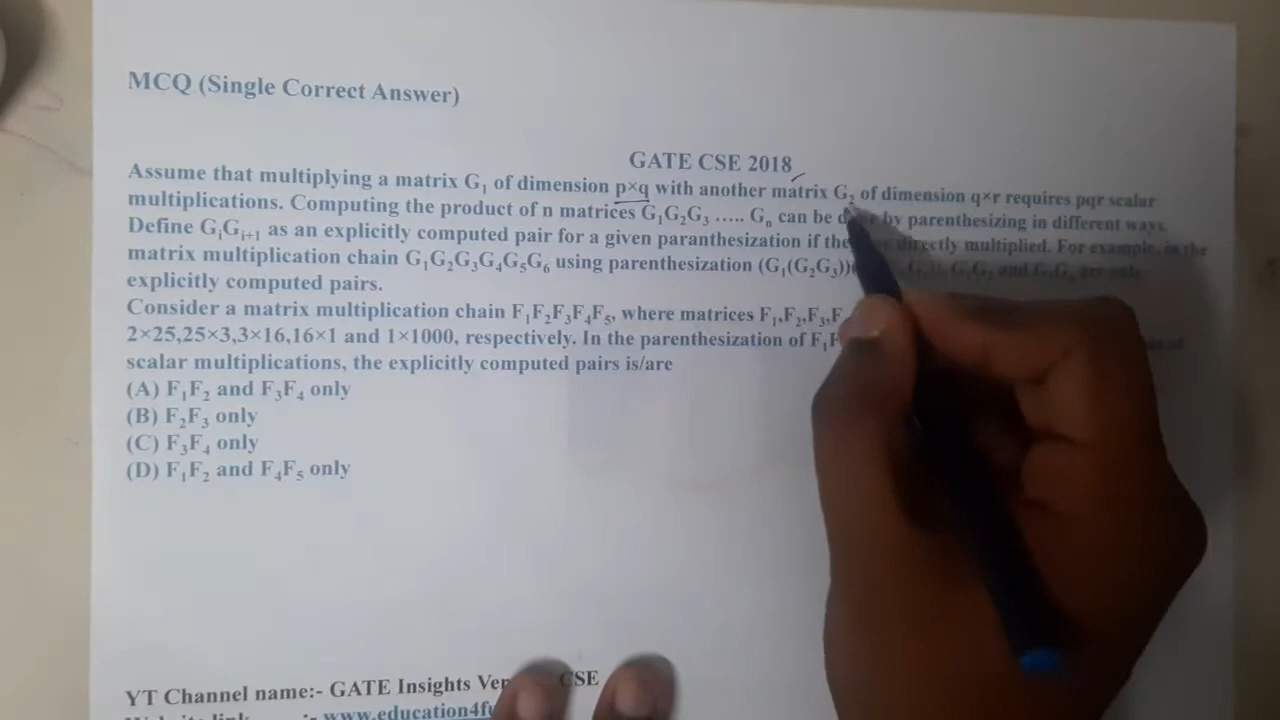 MCQ (Single Correct Answer)
GATE CSE 2018
Assume that multiplying a matrix G₁ of dimension p×q with another matrix G₂ of dimension q×r requires pqr scalar
multiplications. Computing the product of n matrices G₁G₂G₃ ..... Gₙ can be by parenthesizing in different ways.
Define GᵢGᵢ₊₁ as an explicitly computed pair for a given paranthesization if they directly multiplied. For example, in the
matrix multiplication chain G₁G₂G₃G₄G₅G₆ using parenthesization (G₁(G₂G₃)) and are only
explicitly computed pairs.
Consider a matrix multiplication chain F₁F₂F₃F₄F₅, where matrices F₁,F₂,F₃,F
2×25,25×3,3×16,16×1 and 1×1000, respectively. In the parenthesization of F₁F
scalar multiplications, the explicitly computed pairs is/are
(A) F₁F₂ and F₃F₄ only
(B) F₂F₃ only
(C) F₃F₄ only
(D) F₁F₂ and F₄F₅ only
YT Channel name:- GATE Insights Ver CSE
:- www.education4fu